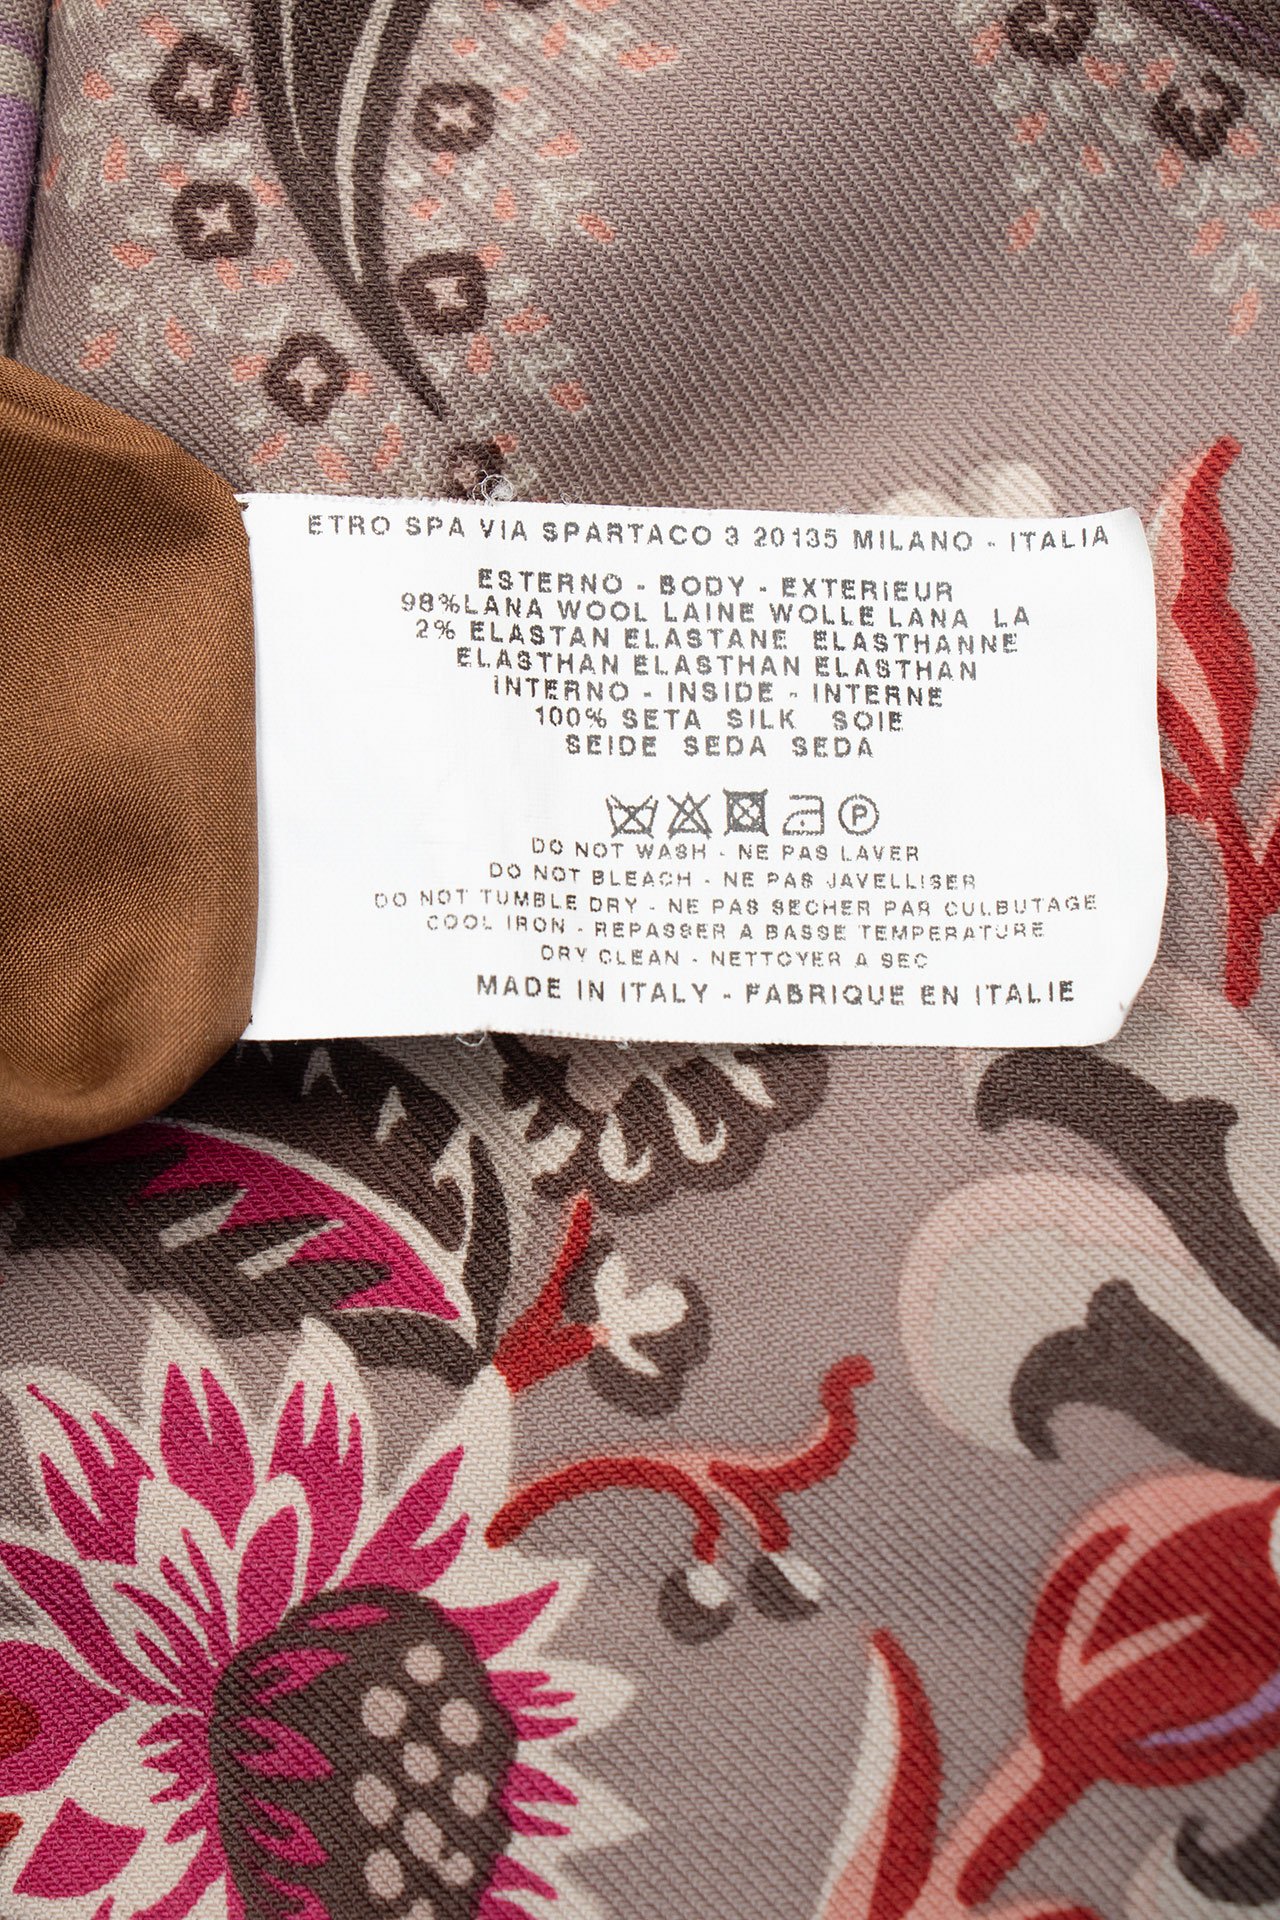 ETRO SPA VIA SPARTACO 3 20135 MILANO - ITALIA
ESTERNO - BODY - EXTERIEUR
98%LANA WOOL LAINE WOLLE LANA LA
2% ELASTAN ELASTANE ELASTHANNE
ELASTHAN ELASTHAN ELASTHAN
INTERNO - INSIDE - INTERNE
100% SETA SILK SOIE
SEIDE SEDA SEDA
P
DO NOT WASH - NE PAS LAVER
DO NOT BLEACH - NE PAS JAVELLISER
DO NOT TUMBLE DRY - NE PAS SECHER PAR CULBUTAGE
COOL IRON - REPASSER A BASSE TEMPERATURE
DRY CLEAN - NETTOYER A SEC
MADE IN ITALY - FABRIQUE EN ITALIE